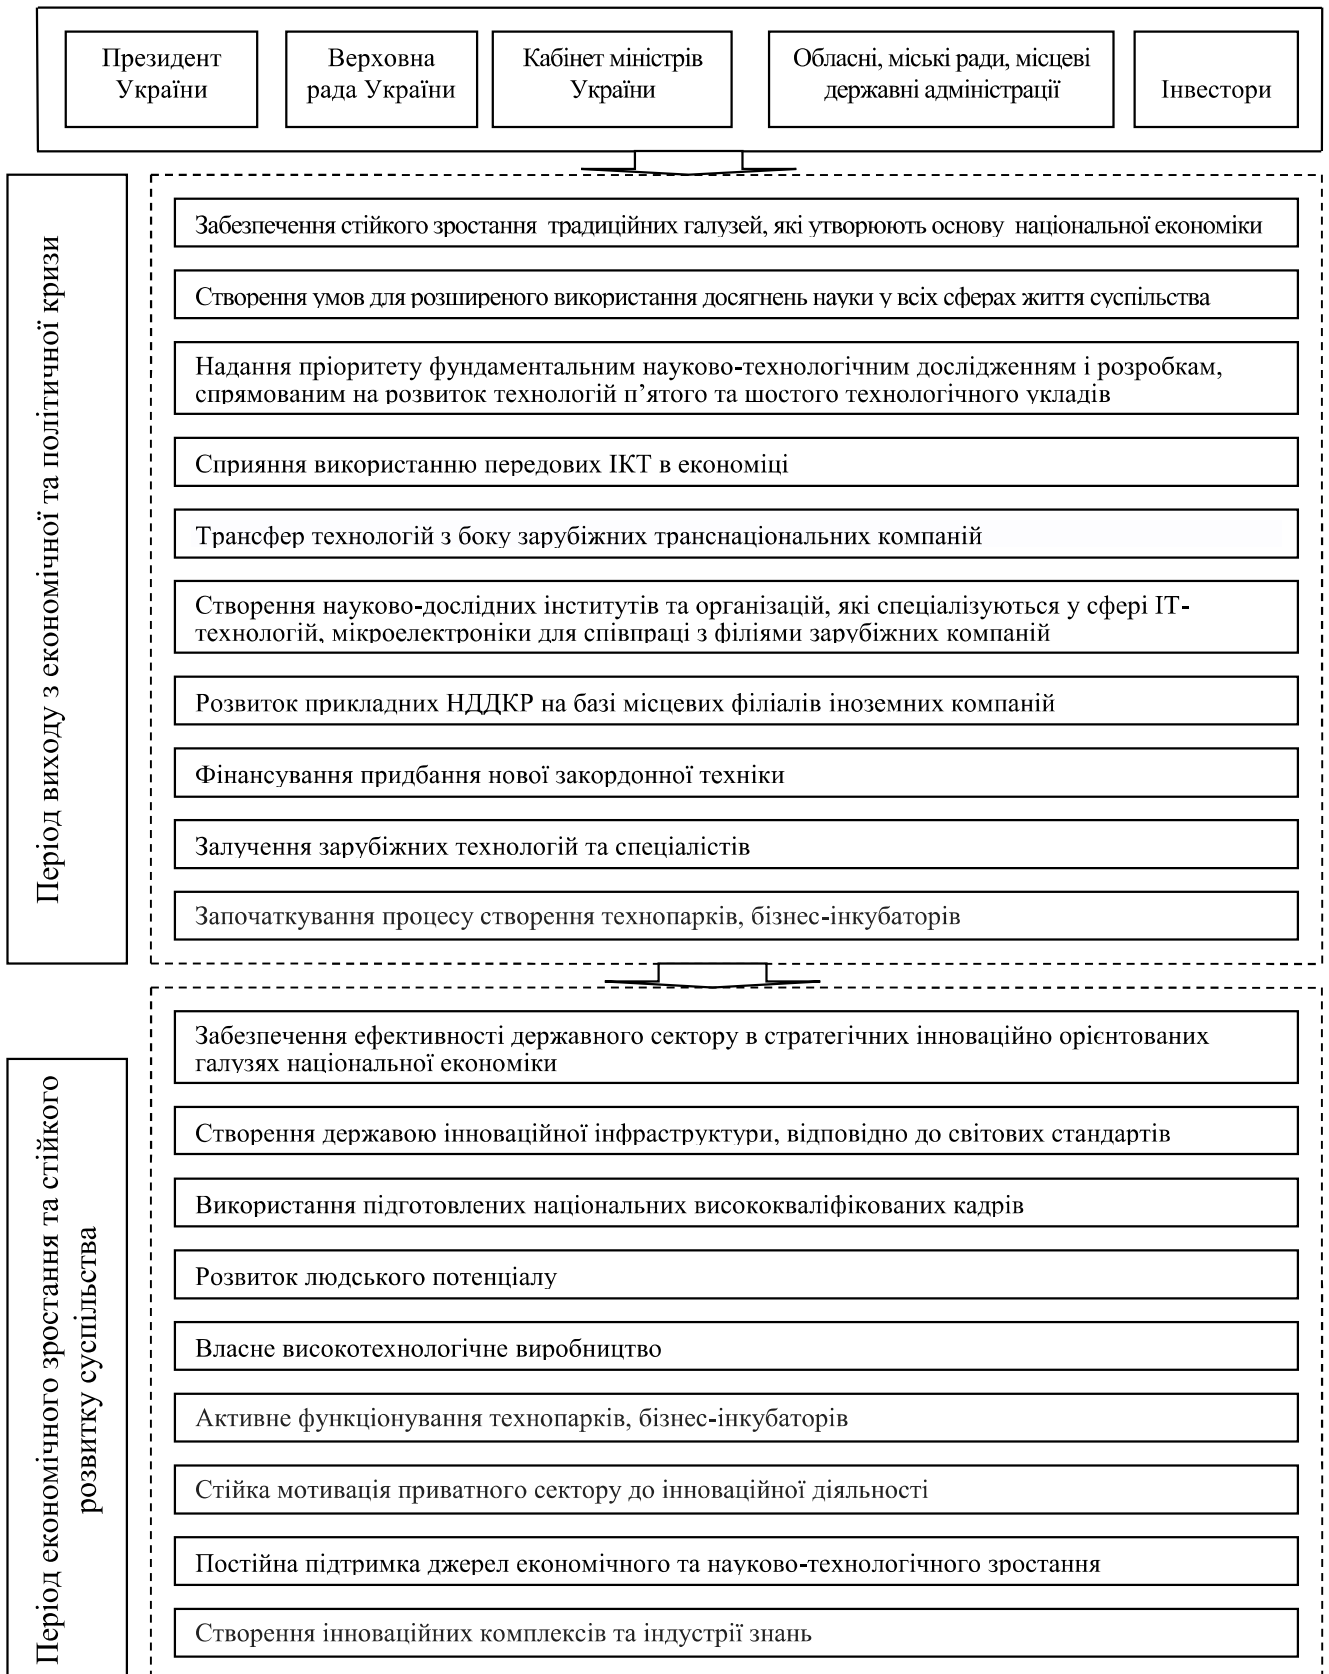 Президент
України
Верховна
рада України
Кабінет міністрів
України
Обласні, міські ради, місцеві
державні адміністрації
Інвестори
Період виходу з економічної та політичної кризи
Забезпечення стійкого зростання традиційних галузей, які утворюють основу національної економіки
Створення умов для розширеного використання досягнень науки у всіх сферах життя суспільства
Надання пріоритету фундаментальним науково-технологічним дослідженням і розробкам,
спрямованим на розвиток технологій п’ятого та шостого технологічного укладів
Сприяння використанню передових ІКТ в економіці
Трансфер технологій з боку зарубіжних транснаціональних компаній
Створення науково-дослідних інститутів та організацій, які спеціалізуються у сфері ІТ-
технологій, мікроелектроніки для співпраці з філіями зарубіжних компаній
Розвиток прикладних НДДКР на базі місцевих філіалів іноземних компаній
Фінансування придбання нової закордонної техніки
Залучення зарубіжних технологій та спеціалістів
Започаткування процесу створення технопарків, бізнес-інкубаторів
Період економічного зростання та стійкого
розвитку суспільства
Забезпечення ефективності державного сектору в стратегічних інноваційно орієнтованих
галузях національної економіки
Створення державою інноваційної інфраструктури, відповідно до світових стандартів
Використання підготовлених національних висококваліфікованих кадрів
Розвиток людського потенціалу
Власне високотехнологічне виробництво
Активне функціонування технопарків, бізнес-інкубаторів
Стійка мотивація приватного сектору до інноваційної діяльності
Постійна підтримка джерел економічного та науково-технологічного зростання
Створення інноваційних комплексів та індустрії знань